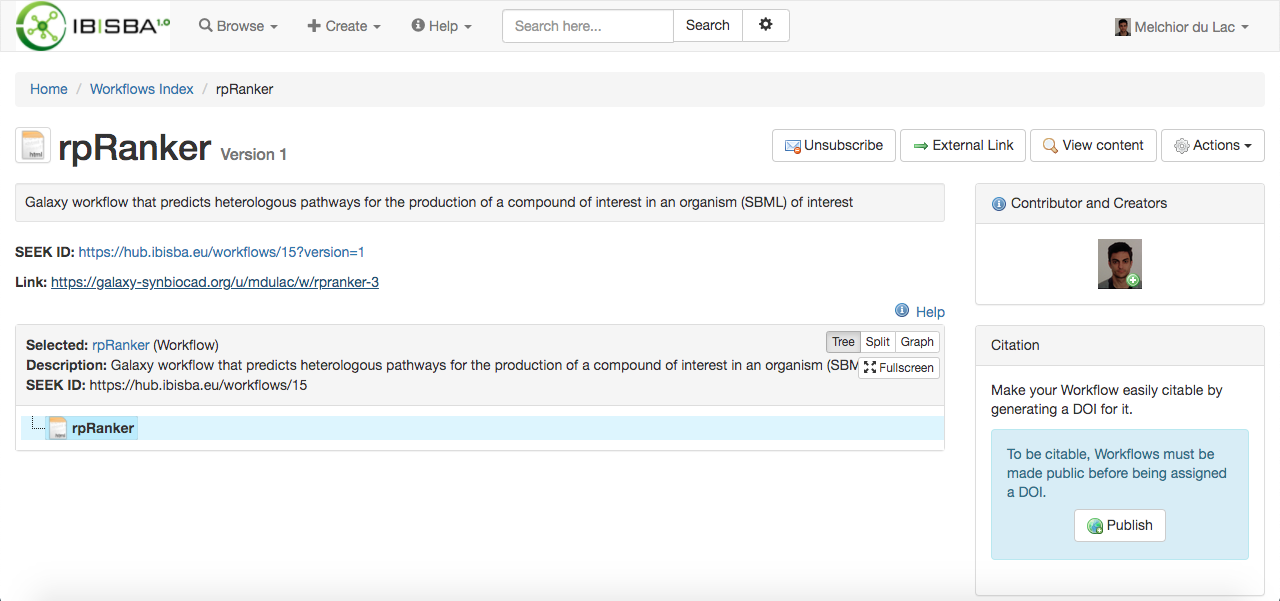 IBISBA 1.0
Browse
Create
Help
Search here...
Search
Melchior du Lac
Home / Workflows Index / rpRanker
rpRanker Version 1
Unsubscribe
External Link
View content
Actions
Galaxy workflow that predicts heterologous pathways for the production of a compound of interest in an organism (SBML) of interest
SEEK ID: https://hub.ibisba.eu/workflows/15?version=1
Link: https://galaxy-synbiocad.org/u/mdulac/w/rpranker-3
Help
Selected: rpRanker (Workflow)
Tree Split Graph
Description: Galaxy workflow that predicts heterologous pathways for the production of a compound of interest in an organism (SBM
Fullscreen
SEEK ID: https://hub.ibisba.eu/workflows/15
rpRanker
Contributor and Creators
Citation
Make your Workflow easily citable by
generating a DOI for it.
To be citable, Workflows must be
made public before being assigned
a DOI.
Publish